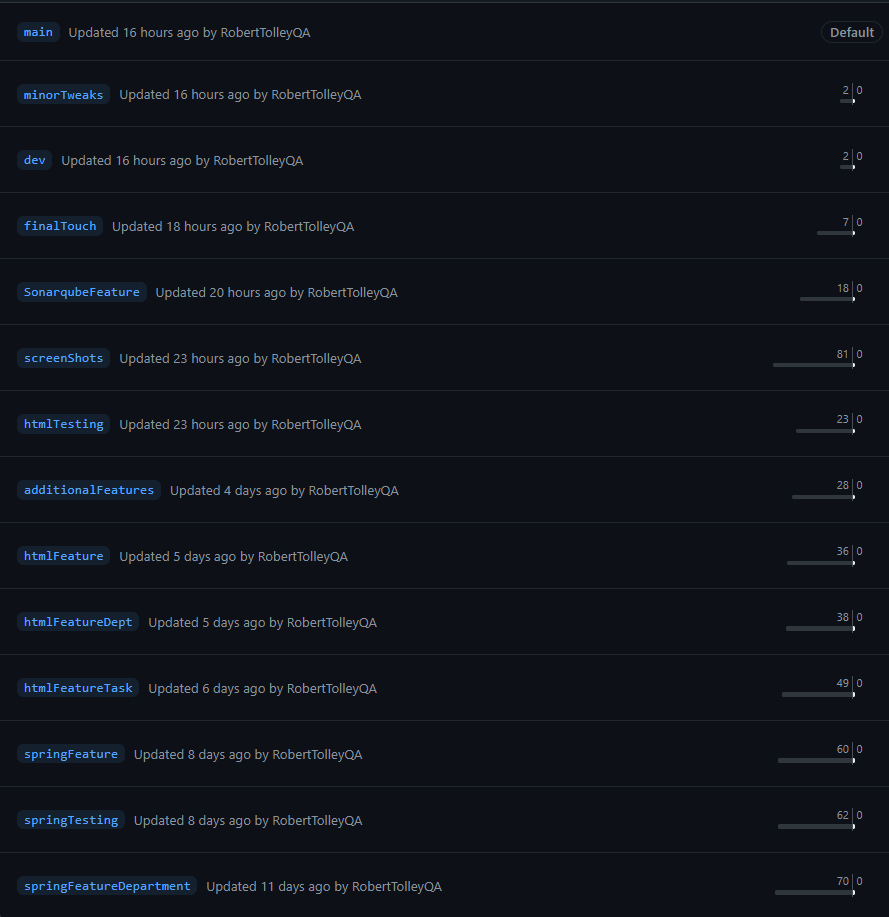 main Updated 16 hours ago by RobertTolleyQA Default
minorTweaks Updated 16 hours ago by RobertTolleyQA 2 0
dev Updated 16 hours ago by RobertTolleyQA 2 0
finalTouch Updated 18 hours ago by RobertTolleyQA 7 0
SonarqubeFeature Updated 20 hours ago by RobertTolleyQA 18 0
screenShots Updated 23 hours ago by RobertTolleyQA 81 0
htmlTesting Updated 23 hours ago by RobertTolleyQA 23 0
additionalFeatures Updated 4 days ago by RobertTolleyQA 28 0
htmlFeature Updated 5 days ago by RobertTolleyQA 36 0
htmlFeatureDept Updated 5 days ago by RobertTolleyQA 38 0
htmlFeatureTask Updated 6 days ago by RobertTolleyQA 49 0
springFeature Updated 8 days ago by RobertTolleyQA 60 0
springTesting Updated 8 days ago by RobertTolleyQA 62 0
springFeatureDepartment Updated 11 days ago by RobertTolleyQA 70 0